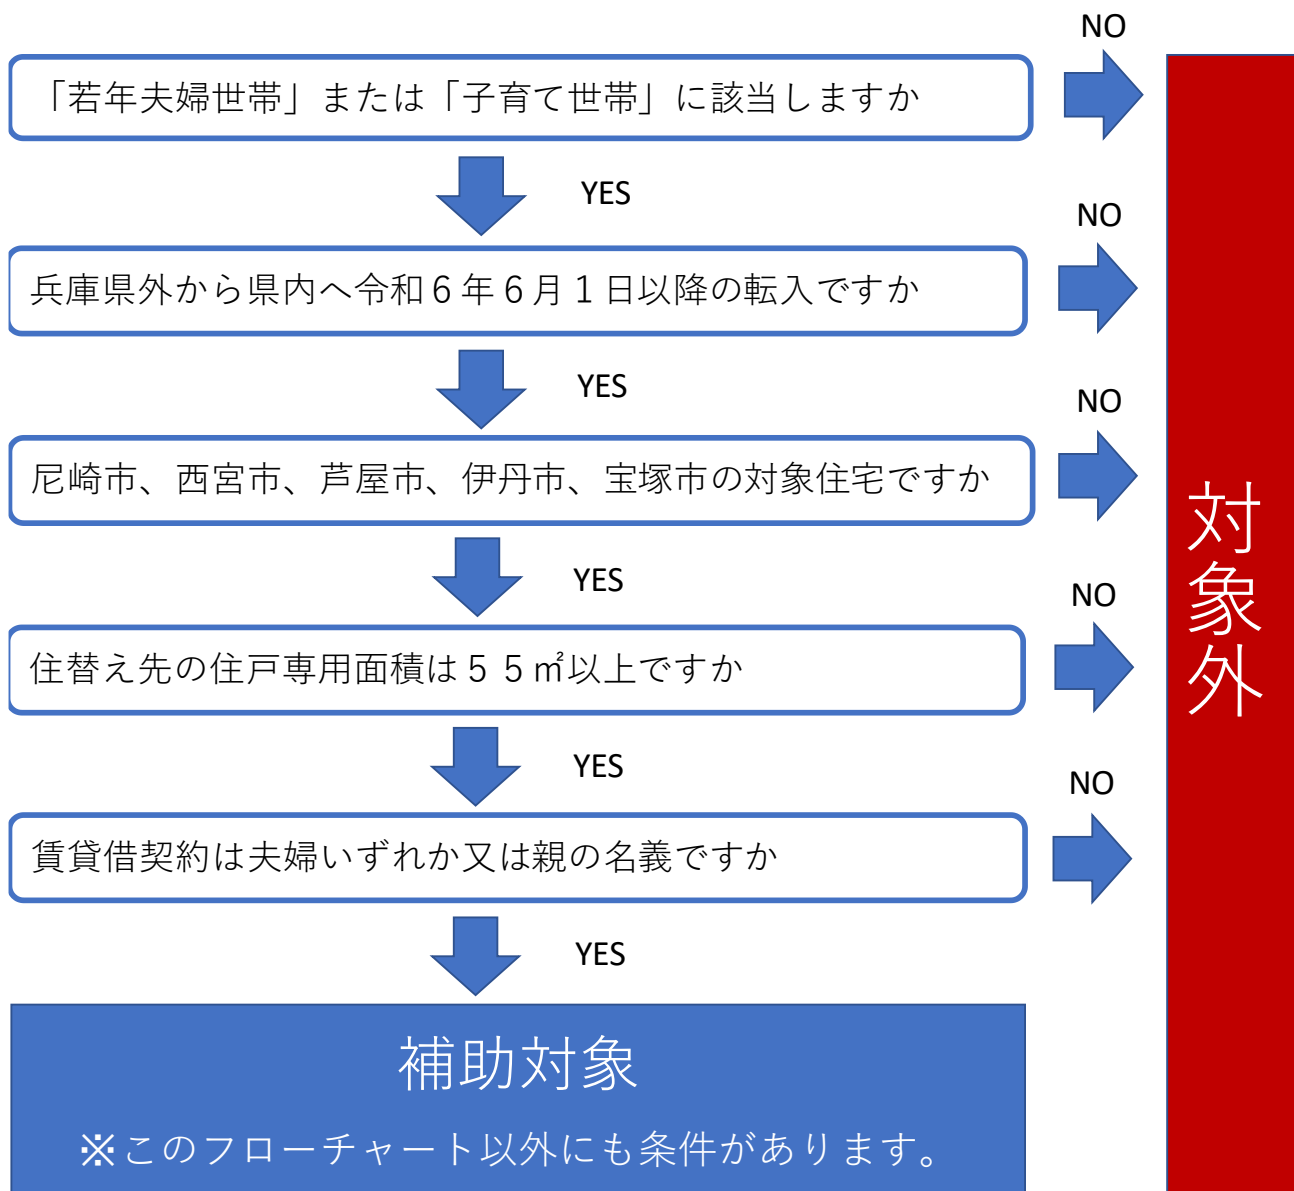 NO
「若年夫婦世帯」または「子育て世帯」に該当しますか
YES
NO
兵庫県外から県内へ令和６年６月１日以降の転入ですか
YES
NO
尼崎市、西宮市、芦屋市、伊丹市、宝塚市の対象住宅ですか
YES
NO
住替え先の住戸専用面積は５５㎡以上ですか
YES
NO
賃貸借契約は夫婦いずれか又は親の名義ですか
YES
対象外
補助対象
※このフローチャート以外にも条件があります。